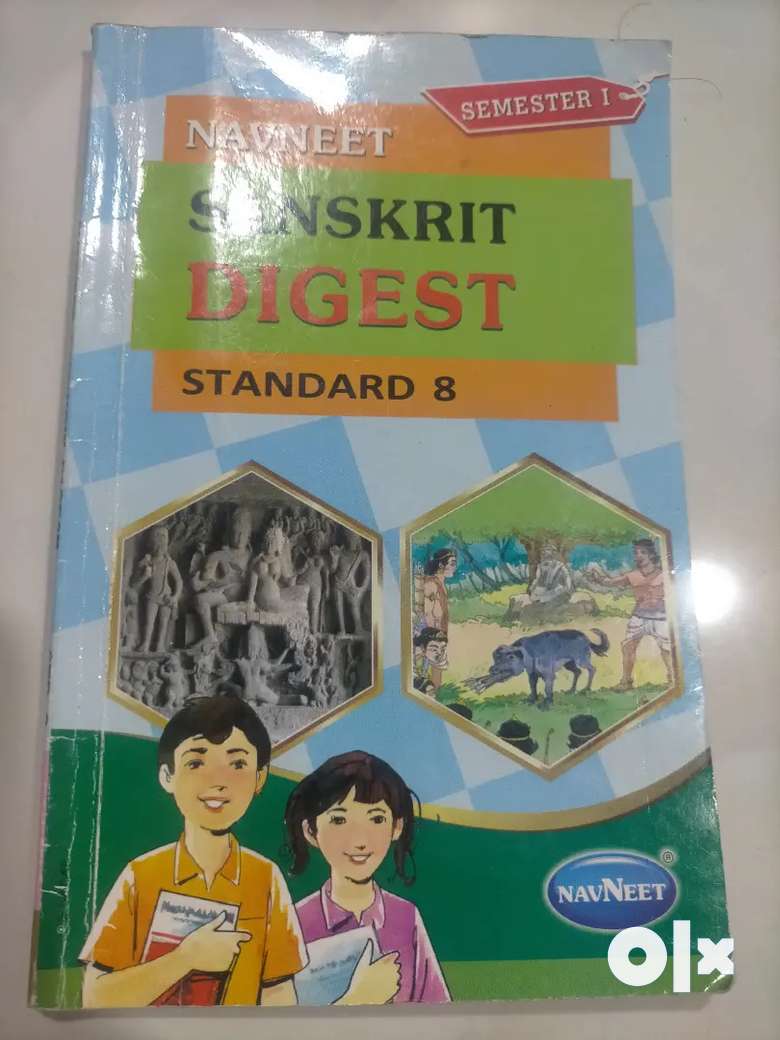 SEMESTER I
NAVNEET
SANSKRIT
DIGEST
STANDARD 8
NAVNEET
®
olx